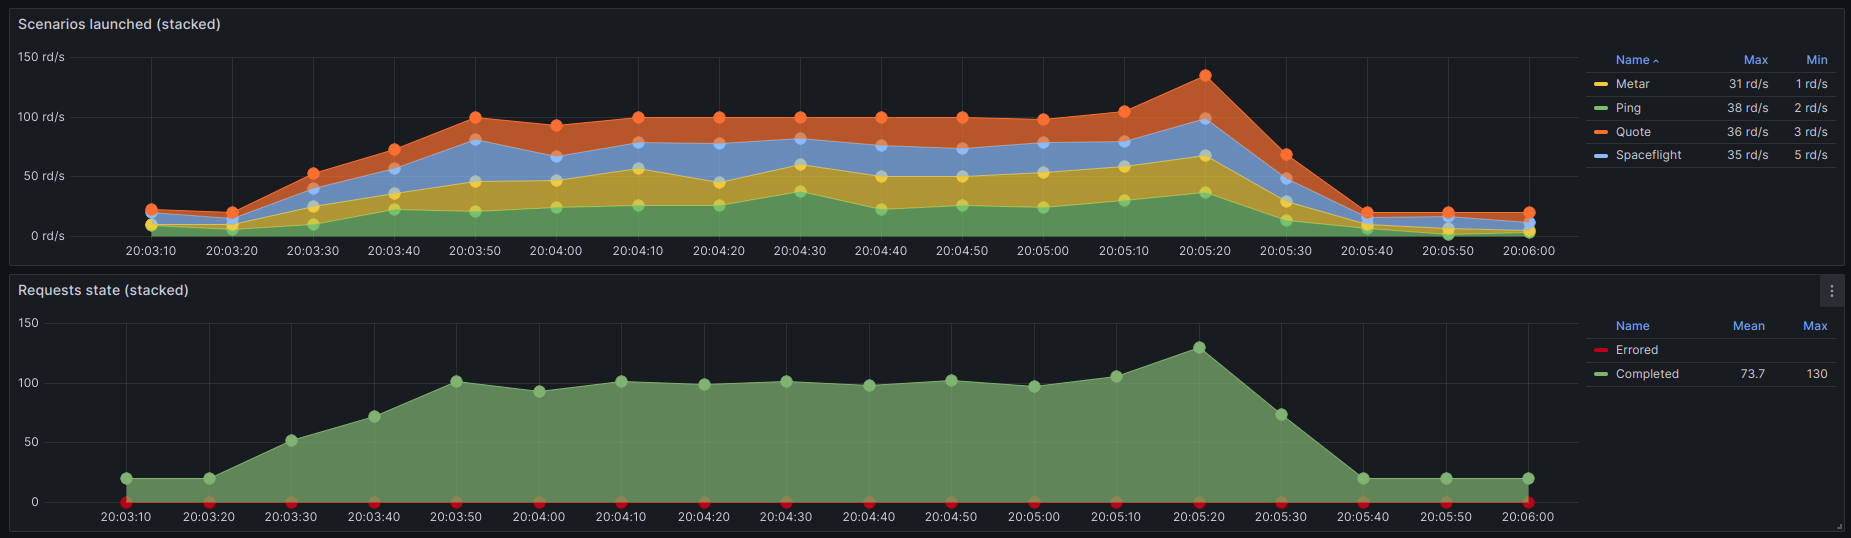 Scenarios launched (stacked)
150 rd/s
100 rd/s
50 rd/s
0 rd/s
20:03:10 20:03:20 20:03:30 20:03:40 20:03:50 20:04:00 20:04:10 20:04:20 20:04:30 20:04:40 20:04:50 20:05:00 20:05:10 20:05:20 20:05:30 20:05:40 20:05:50 20:06:00
Name Max Min
Metar 31 rd/s 1 rd/s
Ping 38 rd/s 2 rd/s
Quote 36 rd/s 3 rd/s
Spaceflight 35 rd/s 5 rd/s
Requests state (stacked)
150
100
50
0
20:03:10 20:03:20 20:03:30 20:03:40 20:03:50 20:04:00 20:04:10 20:04:20 20:04:30 20:04:40 20:04:50 20:05:00 20:05:10 20:05:20 20:05:30 20:05:40 20:05:50 20:06:00
Name Mean Max
Errored
Completed 73.7 130